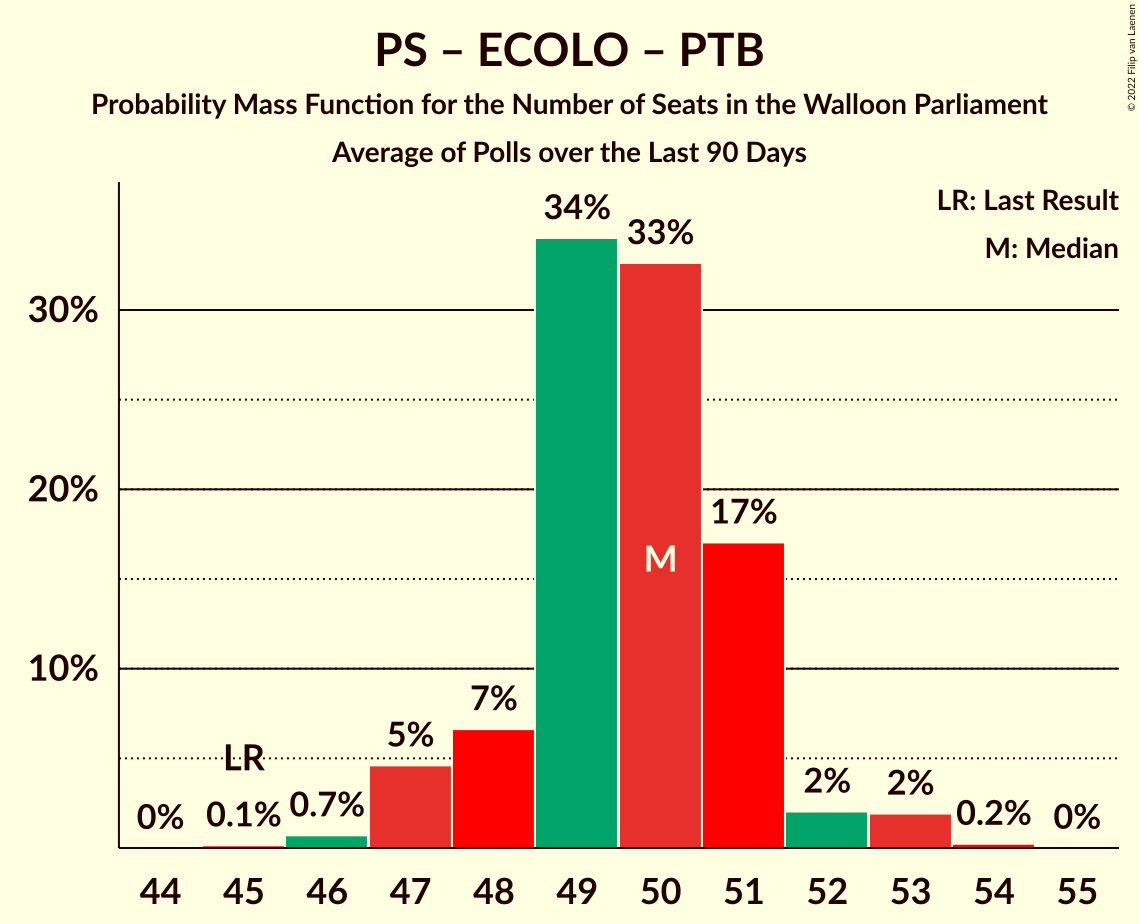 PS – ECOLO – PTB
Probability Mass Function for the Number of Seats in the Walloon Parliament
Average of Polls over the Last 90 Days
© 2022 Filip van Laenen
LR: Last Result
M: Median
34%
33%
30%
20%
17%
M
10%
7%
5%
LR
2%
2%
0.7%
0%
0.1%
0.2%
0%
44 45 46 47 48 49 50 51 52 53 54 55